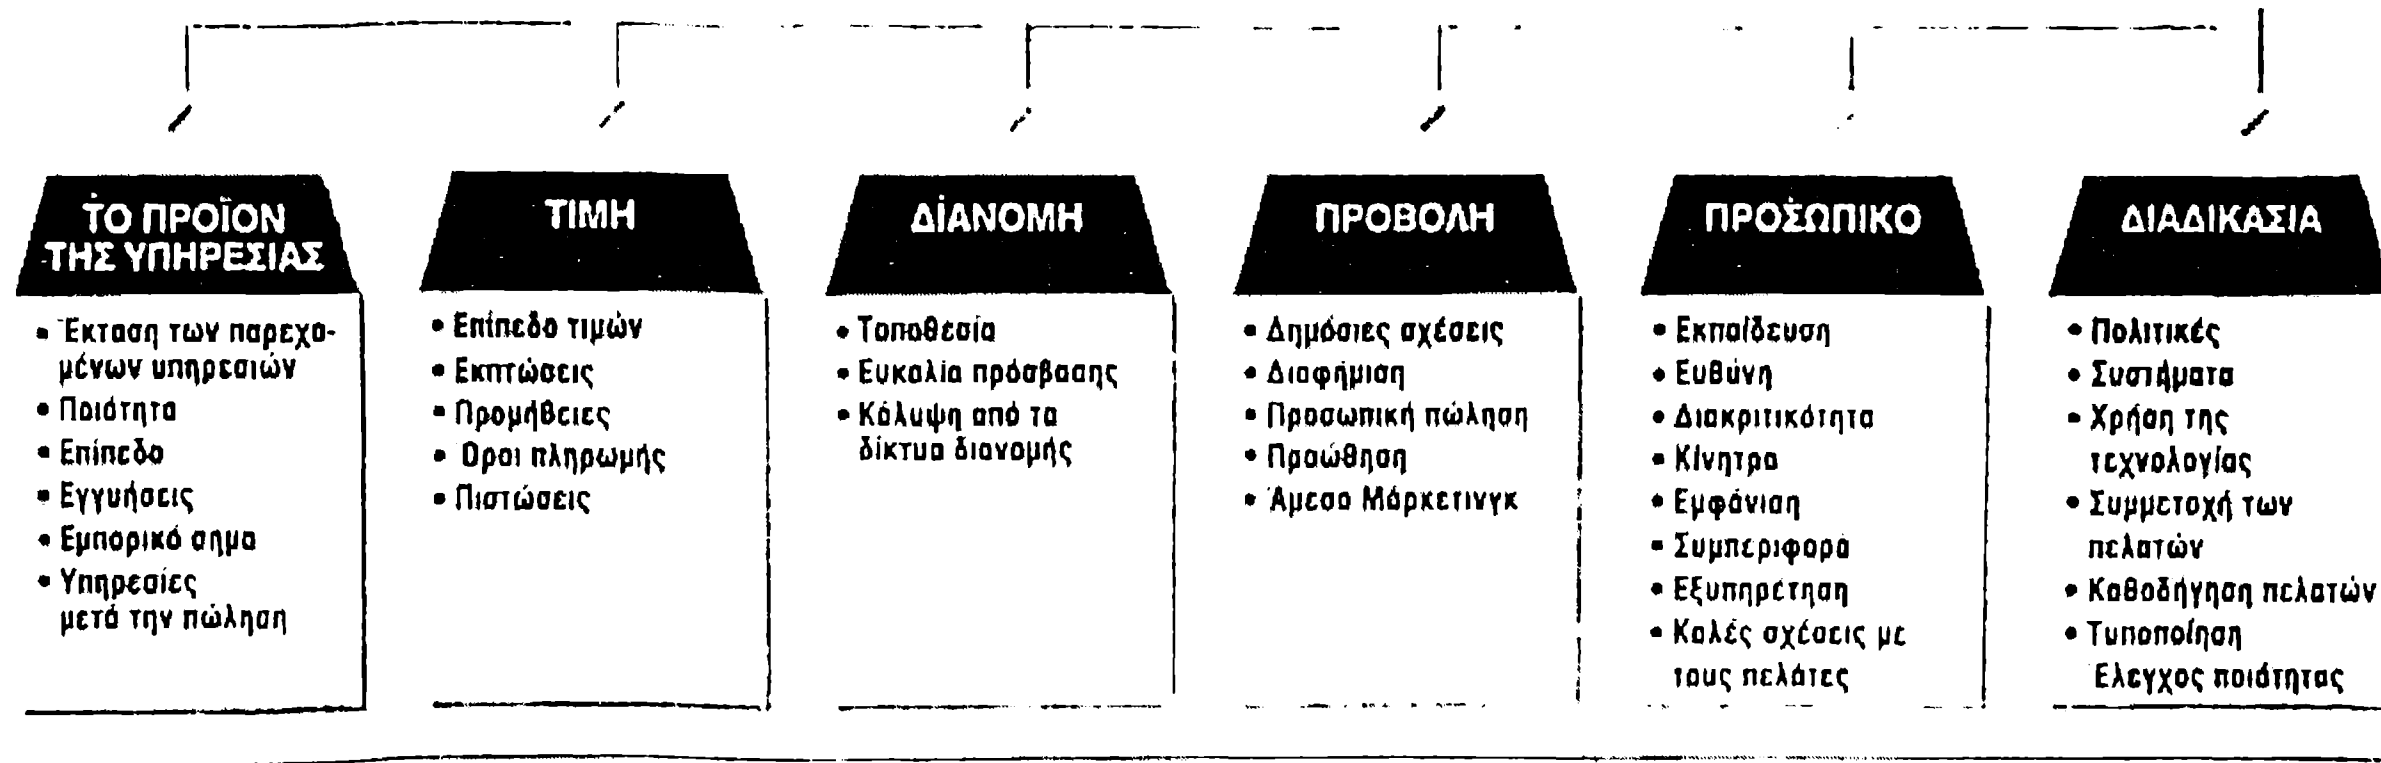 ΤΟ ΠΡΟΪΟΝ
ΤΗΣ ΥΠΗΡΕΣΙΑΣ
• Έκταση των παρεχο-
μένων υπηρεσιών
• Ποιότητα
• Επίπεδο
• Εγγυήσεις
• Εμπορικό σημα
• Υπηρεσίες
μετά την πώληση
ΤΙΜΗ
• Επίπεδο τιμών
• Εκπτώσεις
• Προμήθειες
• Όροι πληρωμής
• Πιστώσεις
ΔΙΑΝΟΜΗ
• Τοποθεσία
• Ευκολία πρόσβασης
• Κάλυψη από τα
δίκτυα διανομής
ΠΡΟΒΟΛΗ
• Δημόσιες σχέσεις
• Διαφήμιση
• Προσωπική πώληση
• Προώθηση
• Άμεσο Μάρκετινγκ
ΠΡΟΣΩΠΙΚΟ
• Εκπαίδευση
• Ευθύνη
• Διακριτικότητα
• Κίνητρα
• Εμφάνιση
• Συμπεριφορά
• Εξυπηρέτηση
• Καλές σχέσεις με
τους πελάτες
ΔΙΑΔΙΚΑΣΙΑ
• Πολιτικές
• Συστήματα
• Χρήση της
τεχνολογίας
• Συμμετοχή των
πελατών
• Καθοδήγηση πελατών
• Τυποποίηση
Έλεγχος ποιότητας